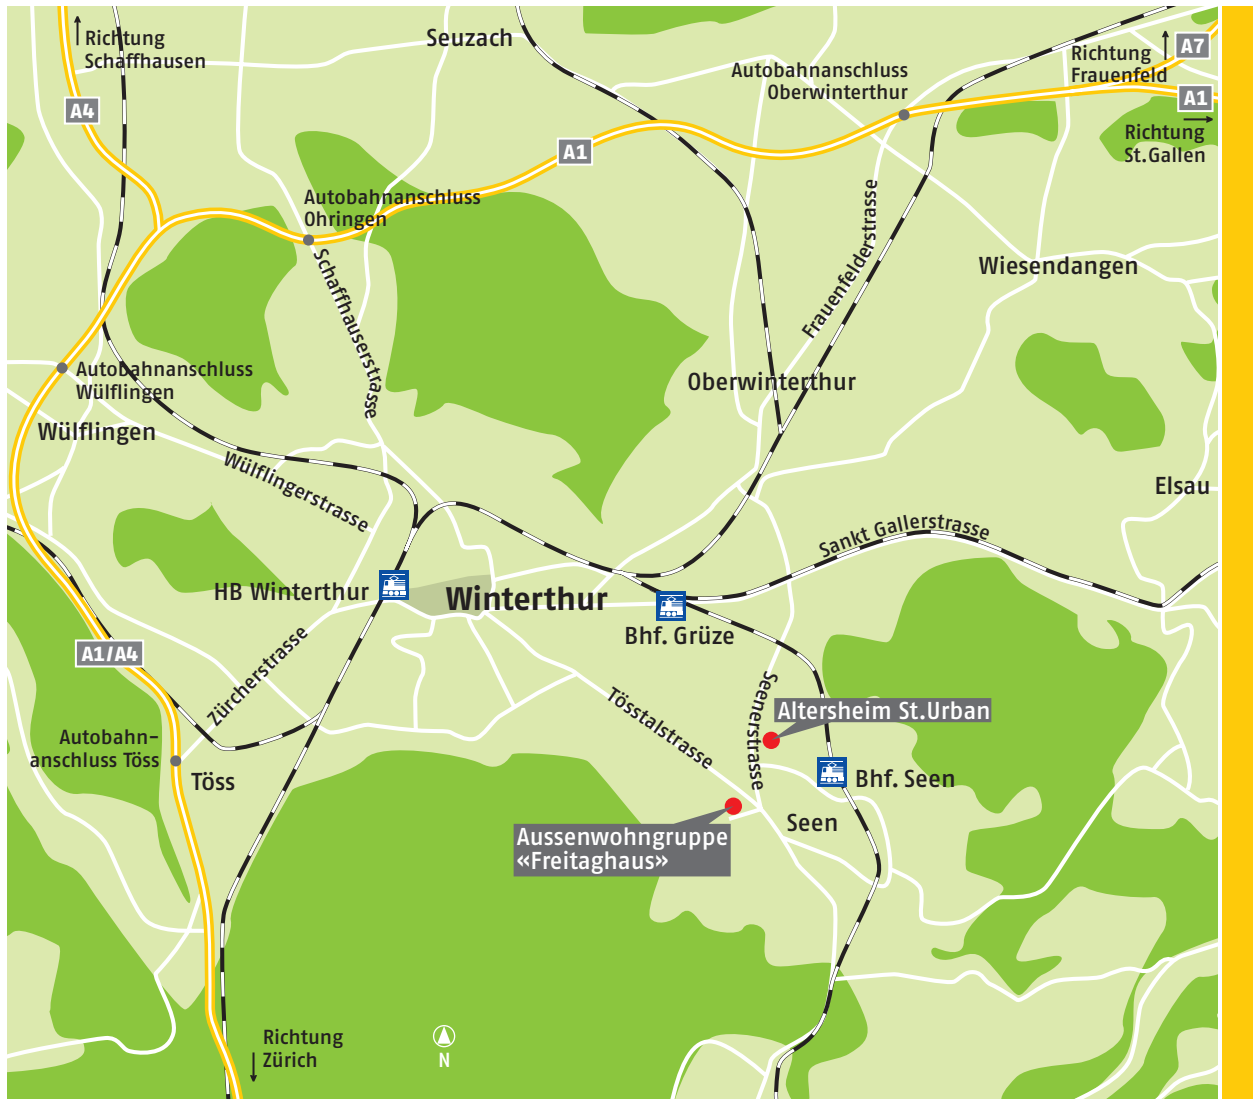 Richtung
Schaffhausen
Seuzach
Autobahnanschluss
Oberwinterthur
Richtung
Frauenfeld
A7
A4
A1
A1
Richtung
St.Gallen
Autobahnanschluss
Ohringen
Schaffhauserstrasse
Frauenfelderstrasse
Wiesendangen
Autobahnanschluss
Wülflingen
Oberwinterthur
Wülflingen
Wülflingerstrasse
Elsau
Sankt Gallerstrasse
HB Winterthur
Winterthur
Bhf. Grüze
A1/A4
Zürcherstrasse
Tösstalstrasse
Seenerstrasse
Altersheim St.Urban
Autobahn-
anschluss Töss
Töss
Bhf. Seen
Seen
Aussenwohngruppe
«Freitaghaus»
Richtung
Zürich
N